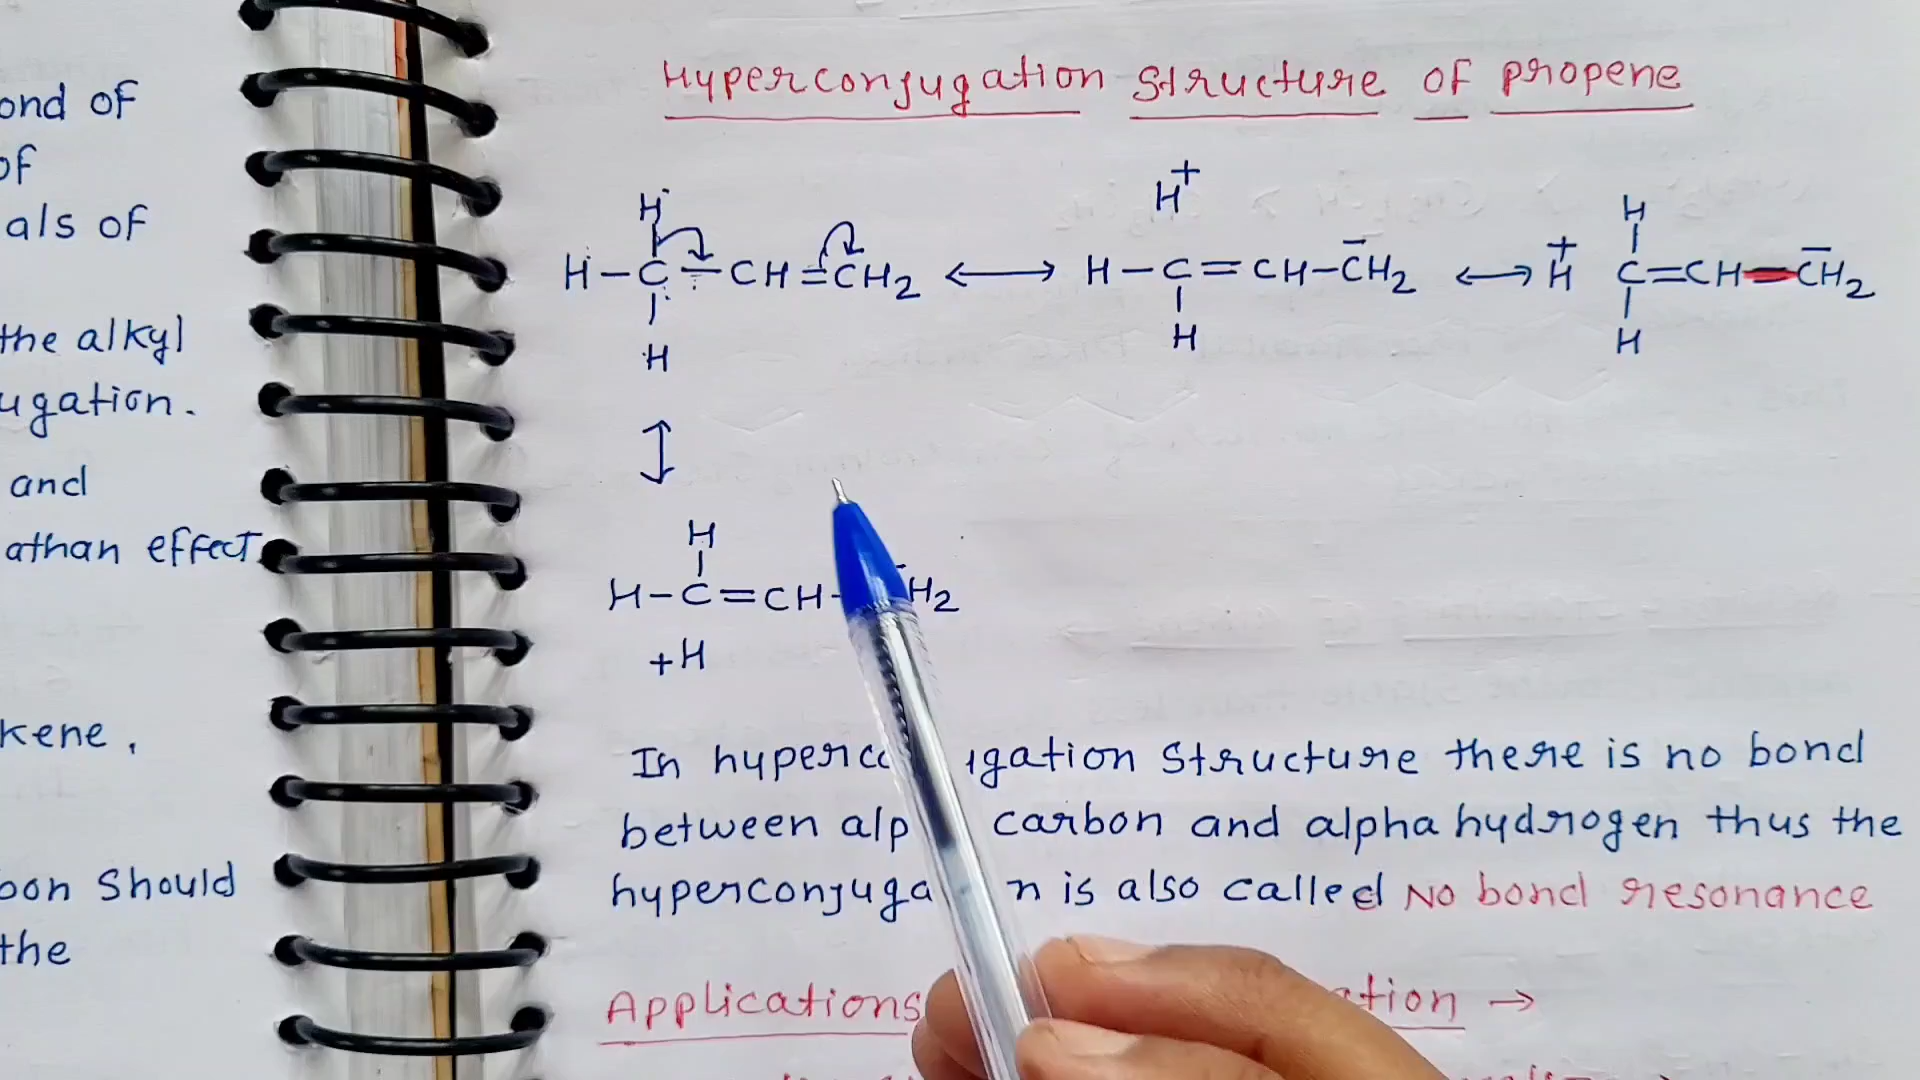 ond of
of
als of
the alkyl
ugation.
and
athan effect
kene,
oon should
the
Hyperconjugation structure of propene
H
H-C-CH=CH2 ⟷
H
H+
H-C=CH-C̄H2 ⟷
H
H
H+ C=CH-C̄H2
H
↕
H
H-C=CH- H2
+H
In hyperco igation structure there is no bond
between alp carbon and alpha hydrogen thus the
hyperconjuga n is also called No bond resonance
Applications ation →